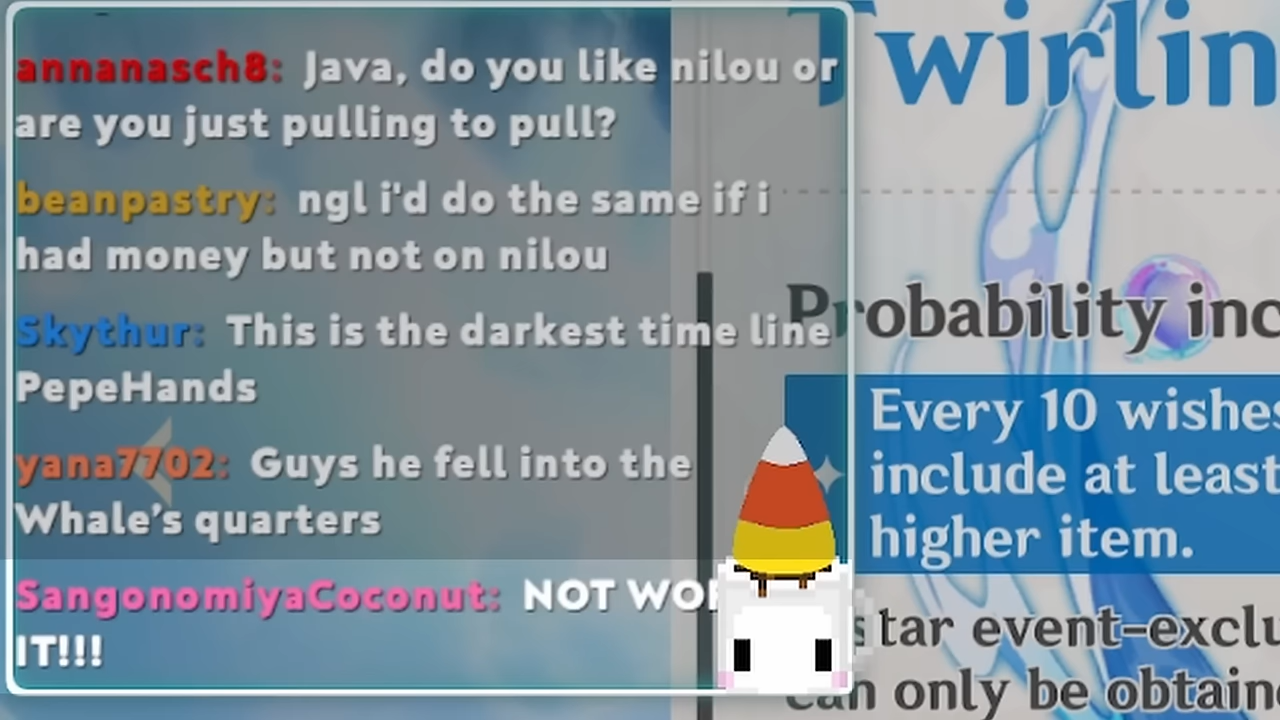 annanasch8: Java, do you like nilou or
are you just pulling to pull?
beanpastry: ngl i'd do the same if i
had money but not on nilou
Skythur: This is the darkest time line
PepeHands
yana7702: Guys he fell into the
Whale's quarters
SangonomiyaCoconut: NOT
IT!!!
Twirlin
Probability inc
Every 10 wishes
include at least
higher item.
star event-exclu
can only be obtaine